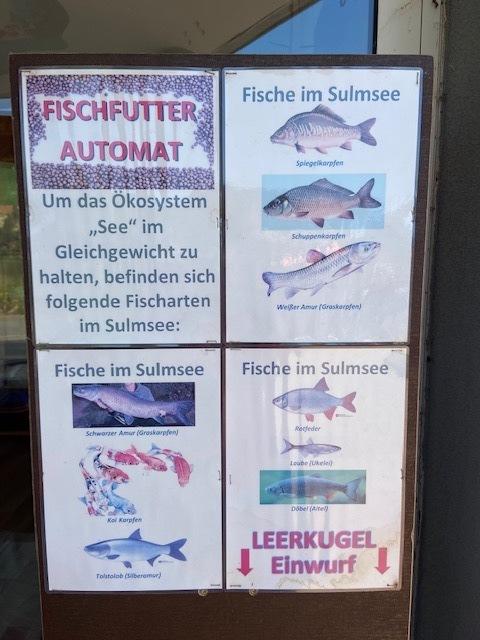 FISCHFUTTER
AUTOMAT
Um das Ökosystem
„See“ im
Gleichgewicht zu
halten, befinden sich
folgende Fischarten
im Sulmsee:
Fische im Sulmsee
Spiegelkarpfen
Schuppenkarpfen
Weißer Amur (Graskarpfen)
Fische im Sulmsee
Schwarzer Amur (Graskarpfen)
Koi Karpfen
Tolstolob (Silberamur)
Fische im Sulmsee
Rotfeder
Laube (Ukelei)
Döbel (Aitel)
LEERKUGEL
Einwurf